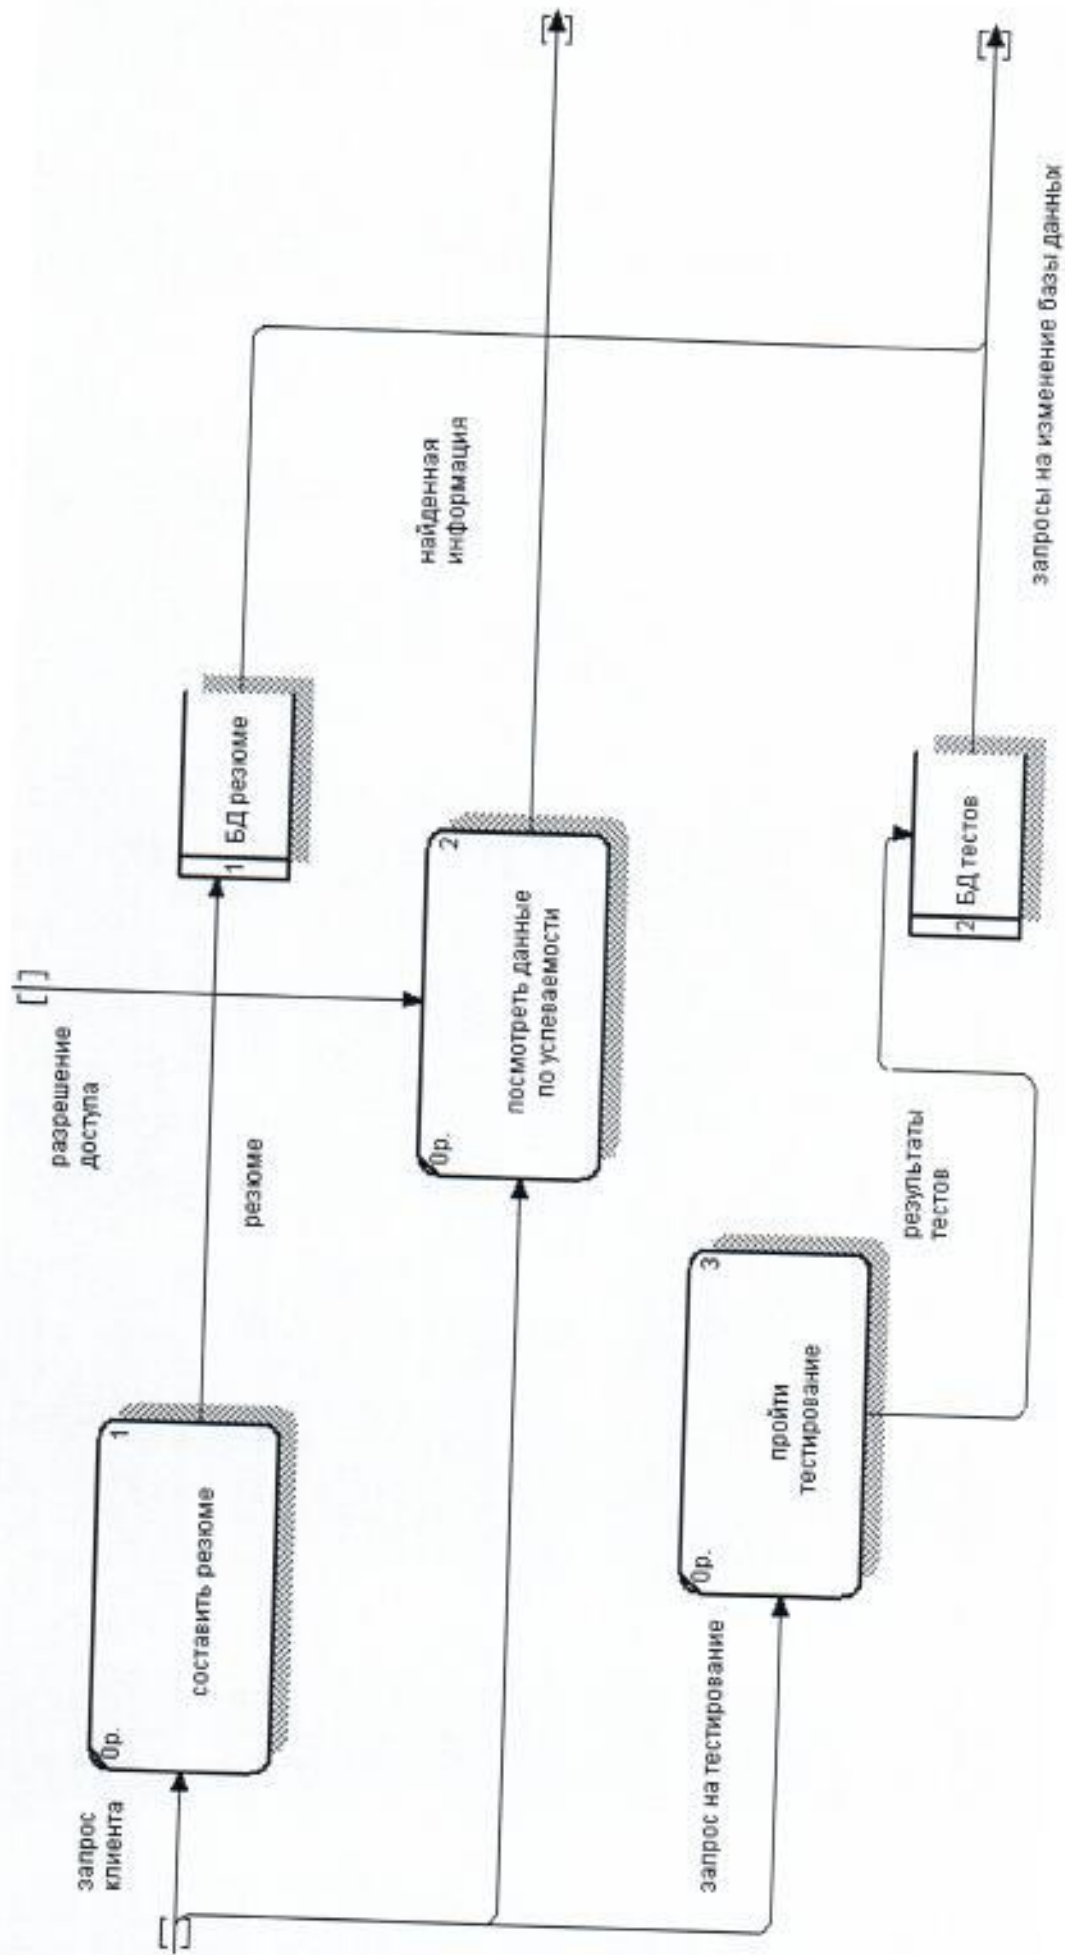 запрос
клиента
0р.
1
составить резюме
резюме
разрешение
доступа
1
БД резюме
0р.
2
посмотреть данные
по успеваемости
найденная
информация
запрос на тестирование
0р.
3
пройти
тестирование
результаты
тестов
2
БД тестов
запросы на изменение базы данных